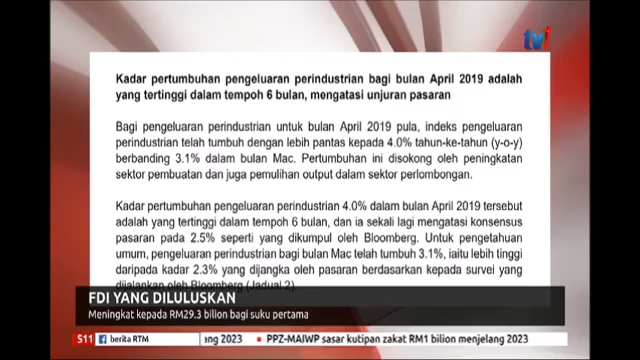 tvi
Kadar pertumbuhan pengeluaran perindustrian bagi bulan April 2019 adalah
yang tertinggi dalam tempoh 6 bulan, mengatasi unjuran pasaran
Bagi pengeluaran perindustrian untuk bulan April 2019 pula, indeks pengeluaran
perindustrian telah tumbuh dengan lebih pantas kepada 4.0% tahun-ke-tahun (y-o-y)
berbanding 3.1% dalam bulan Mac. Pertumbuhan ini disokong oleh peningkatan
sektor pembuatan dan juga pemulihan output dalam sektor perlombongan.
Kadar pertumbuhan pengeluaran perindustrian 4.0% dalam bulan April 2019 tersebut
adalah yang tertinggi dalam tempoh 6 bulan, dan ia sekali lagi mengatasi konsensus
pasaran pada 2.5% seperti yang dikumpul oleh Bloomberg. Untuk pengetahuan
umum, pengeluaran perindustrian bagi bulan Mac telah tumbuh 3.1%, iaitu lebih tinggi
daripada kadar 2.3% yang dijangka oleh pasaran berdasarkan kepada survei yang
dijalankan oleh Bloomberg (Jadual 2).
FDI YANG DILULUSKAN
Meningkat kepada RM29.3 bilion bagi suku pertama
S11 f berita RTM ang 2023 • PPZ-MAIWP sasar kutipan zakat RM1 bilion menjelang 2023